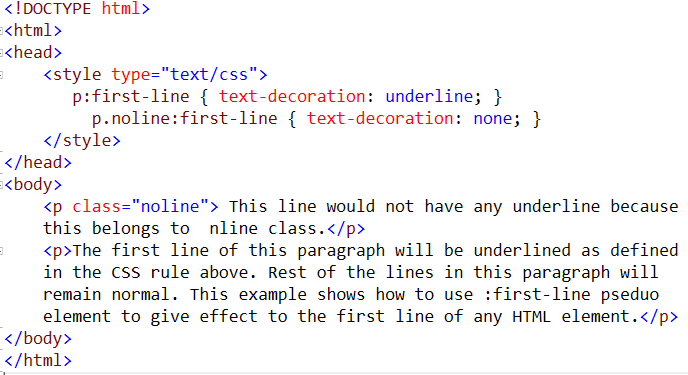 <!DOCTYPE html>
<html>
<head>
<style type="text/css">
p:first-line { text-decoration: underline; }
p.noline:first-line { text-decoration: none; }
</style>
</head>
<body>
<p class="noline"> This line would not have any underline because
this belongs to  nline class.</p>
<p>The first line of this paragraph will be underlined as defined
in the CSS rule above. Rest of the lines in this paragraph will
remain normal. This example shows how to use :first-line pseduo
element to give effect to the first line of any HTML element.</p>
</body>
</html>